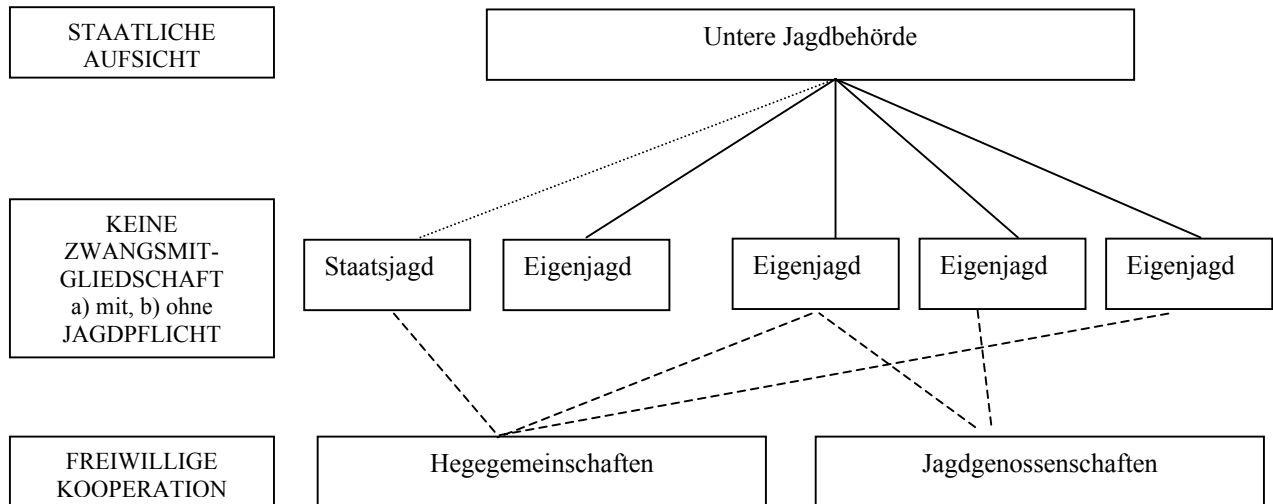 STAATLICHE
AUFSICHT
Untere Jagdbehörde
KEINE
ZWANGSMIT-
GLIEDSCHAFT
a) mit, b) ohne
JAGDPFLICHT
Staatsjagd
Eigenjagd
Eigenjagd
Eigenjagd
Eigenjagd
FREIWILLIGE
KOOPERATION
Hegegemeinschaften
Jagdgenossenschaften